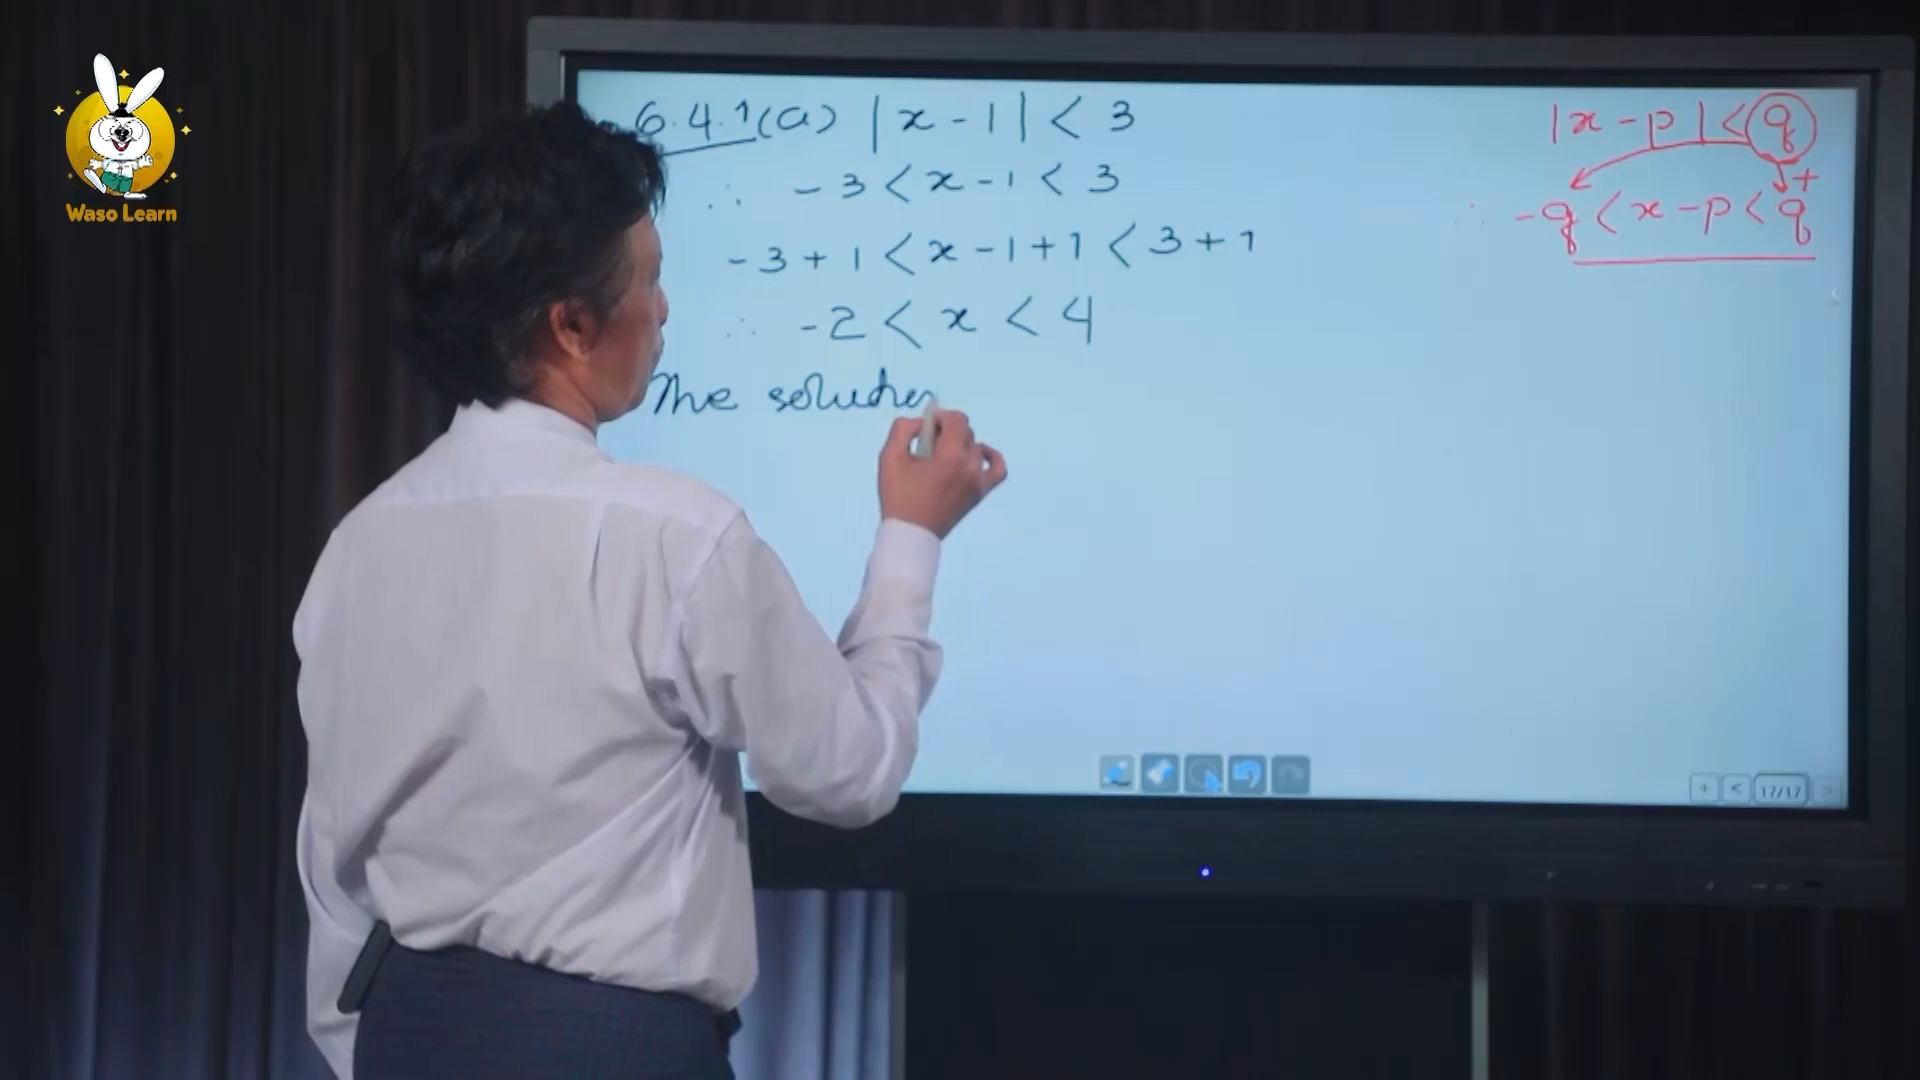 Waso Learn
6.4.1(a) |x - 1| < 3
∴ -3 < x - 1 < 3
-3 + 1 < x - 1 + 1 < 3 + 1
∴ -2 < x < 4
The solution
|x - p| < q
+
∴ -q < x - p < q
+ < 17/17 >